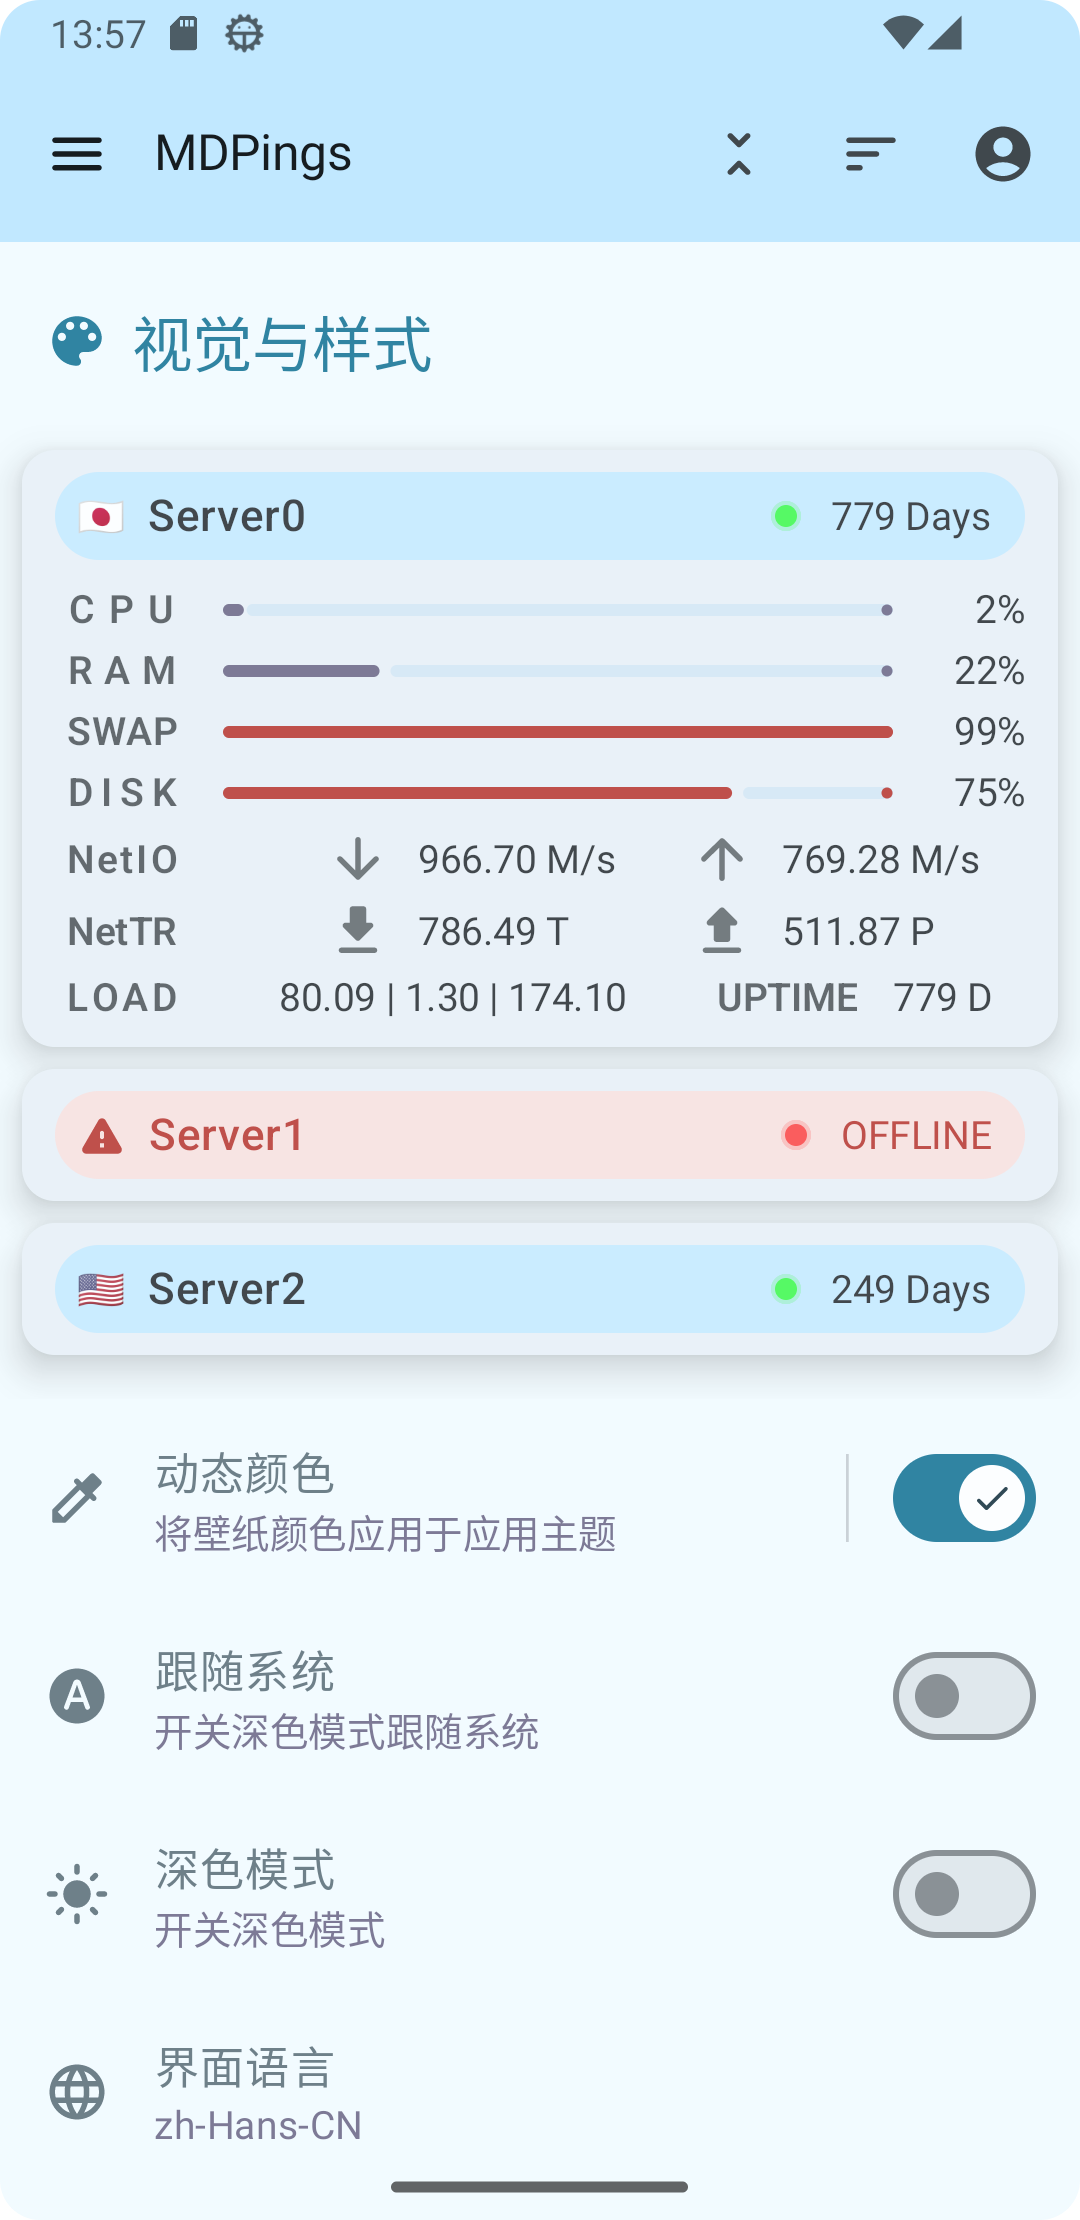 13:57
MDPings
视觉与样式
Server0 779 Days
CPU 2%
RAM 22%
SWAP 99%
DISK 75%
NetIO 966.70 M/s 769.28 M/s
NetTR 786.49 T 511.87 P
LOAD 80.09 | 1.30 | 174.10 UPTIME 779 D
Server1 OFFLINE
Server2 249 Days
动态颜色
将壁纸颜色应用于应用主题
跟随系统
开关深色模式跟随系统
深色模式
开关深色模式
界面语言
zh-Hans-CN